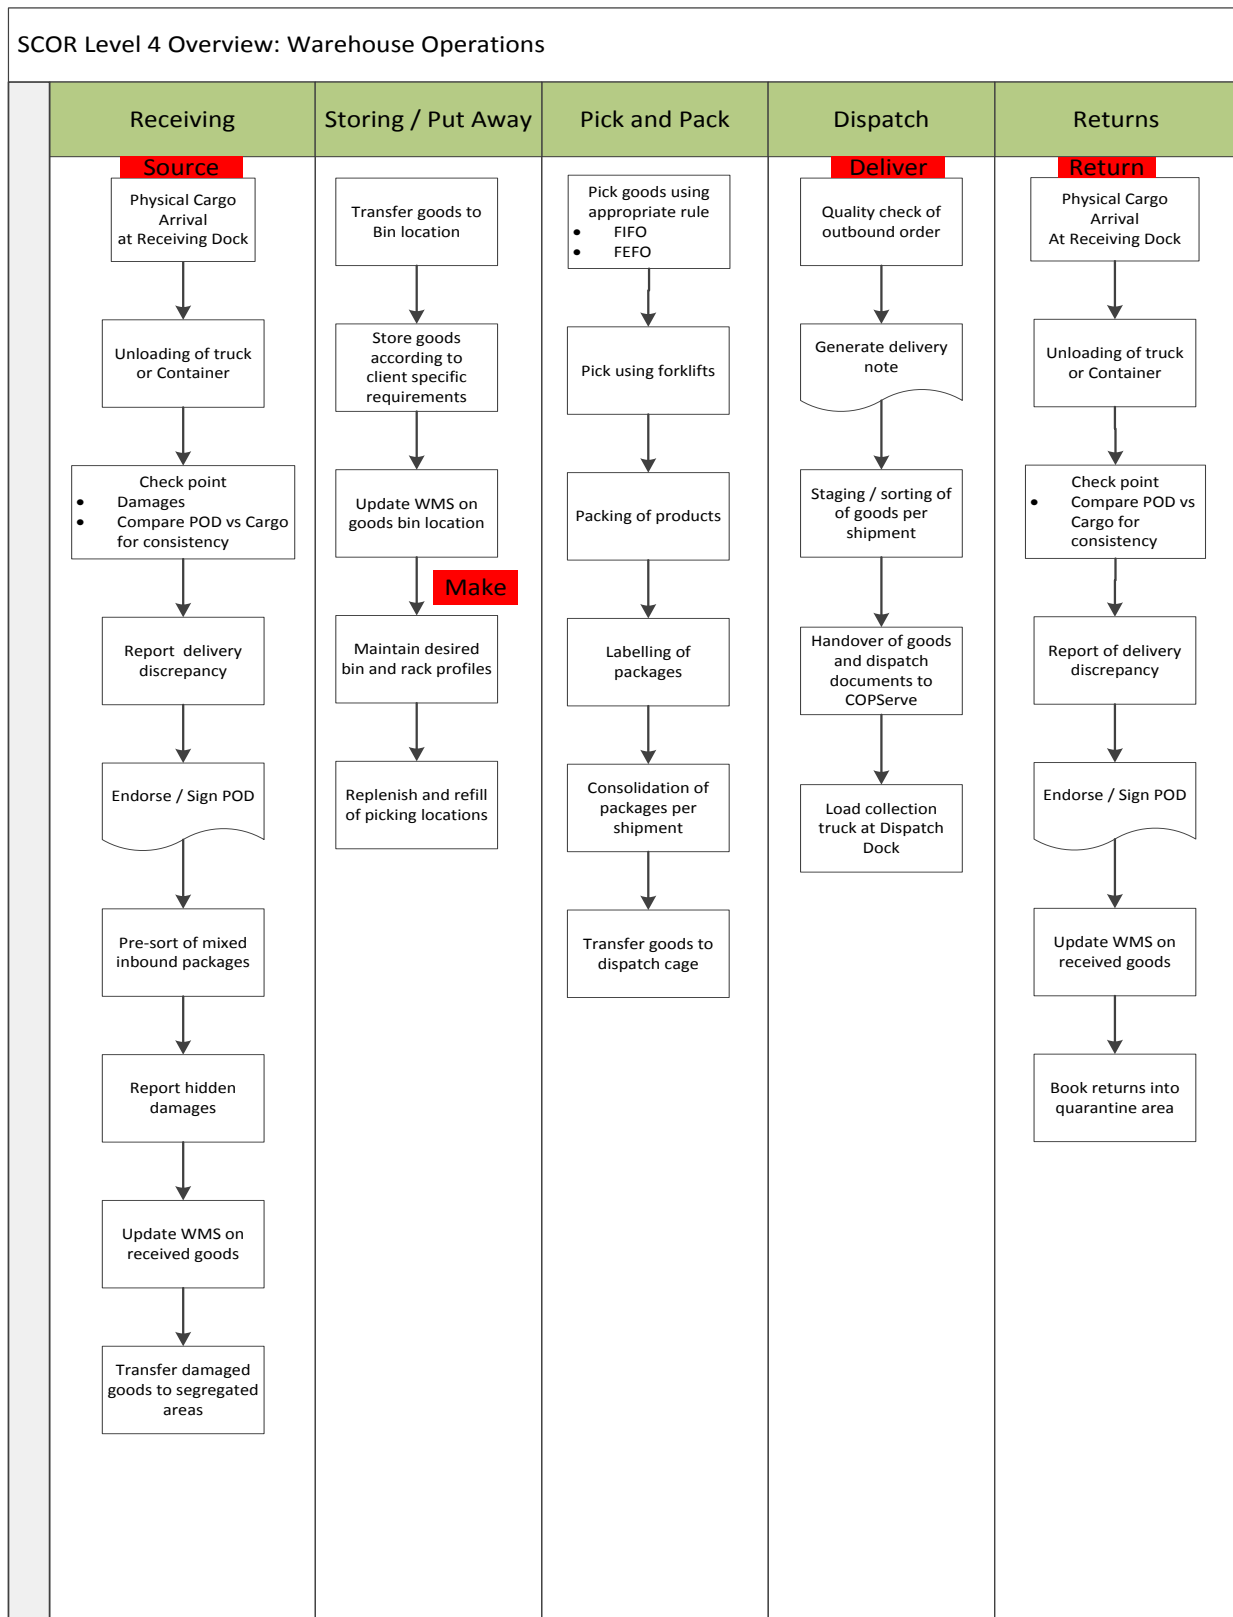 SCOR Level 4 Overview: Warehouse Operations
Receiving
Storing / Put Away
Pick and Pack
Dispatch
Returns
Source
Physical Cargo
Arrival
at Receiving Dock
Unloading of truck
or Container
Check point
• Damages
• Compare POD vs Cargo
for consistency
Report delivery
discrepancy
Endorse / Sign POD
Pre-sort of mixed
inbound packages
Report hidden
damages
Update WMS on
received goods
Transfer damaged
goods to segregated
areas
Transfer goods to
Bin location
Store goods
according to
client specific
requirements
Update WMS on
goods bin location
Make
Maintain desired
bin and rack profiles
Replenish and refill
of picking locations
Pick goods using
appropriate rule
• FIFO
• FEFO
Pick using forklifts
Packing of products
Labelling of
packages
Consolidation of
packages per
shipment
Transfer goods to
dispatch cage
Deliver
Quality check of
outbound order
Generate delivery
note
Staging / sorting of
of goods per
shipment
Handover of goods
and dispatch
documents to
COPServe
Load collection
truck at Dispatch
Dock
Return
Physical Cargo
Arrival
At Receiving Dock
Unloading of truck
or Container
Check point
• Compare POD vs
Cargo for
consistency
Report of delivery
discrepancy
Endorse / Sign POD
Update WMS on
received goods
Book returns into
quarantine area